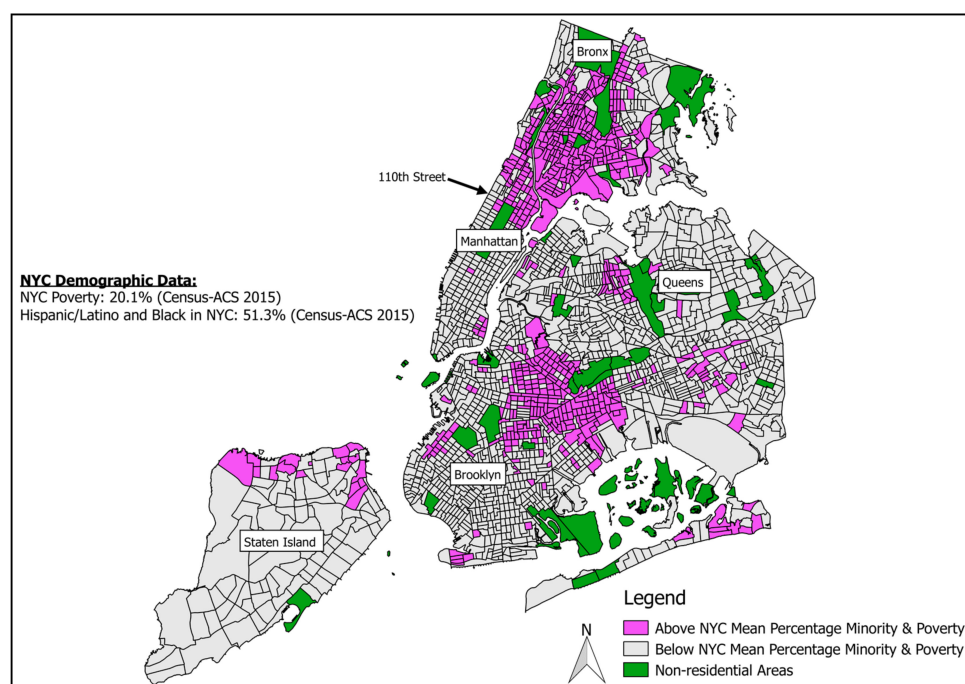 Bronx
110th Street
Manhattan
NYC Demographic Data:
NYC Poverty: 20.1% (Census-ACS 2015)
Hispanic/Latino and Black in NYC: 51.3% (Census-ACS 2015)
Queens
Brooklyn
Staten Island
N
Legend
Above NYC Mean Percentage Minority & Poverty
Below NYC Mean Percentage Minority & Poverty
Non-residential Areas